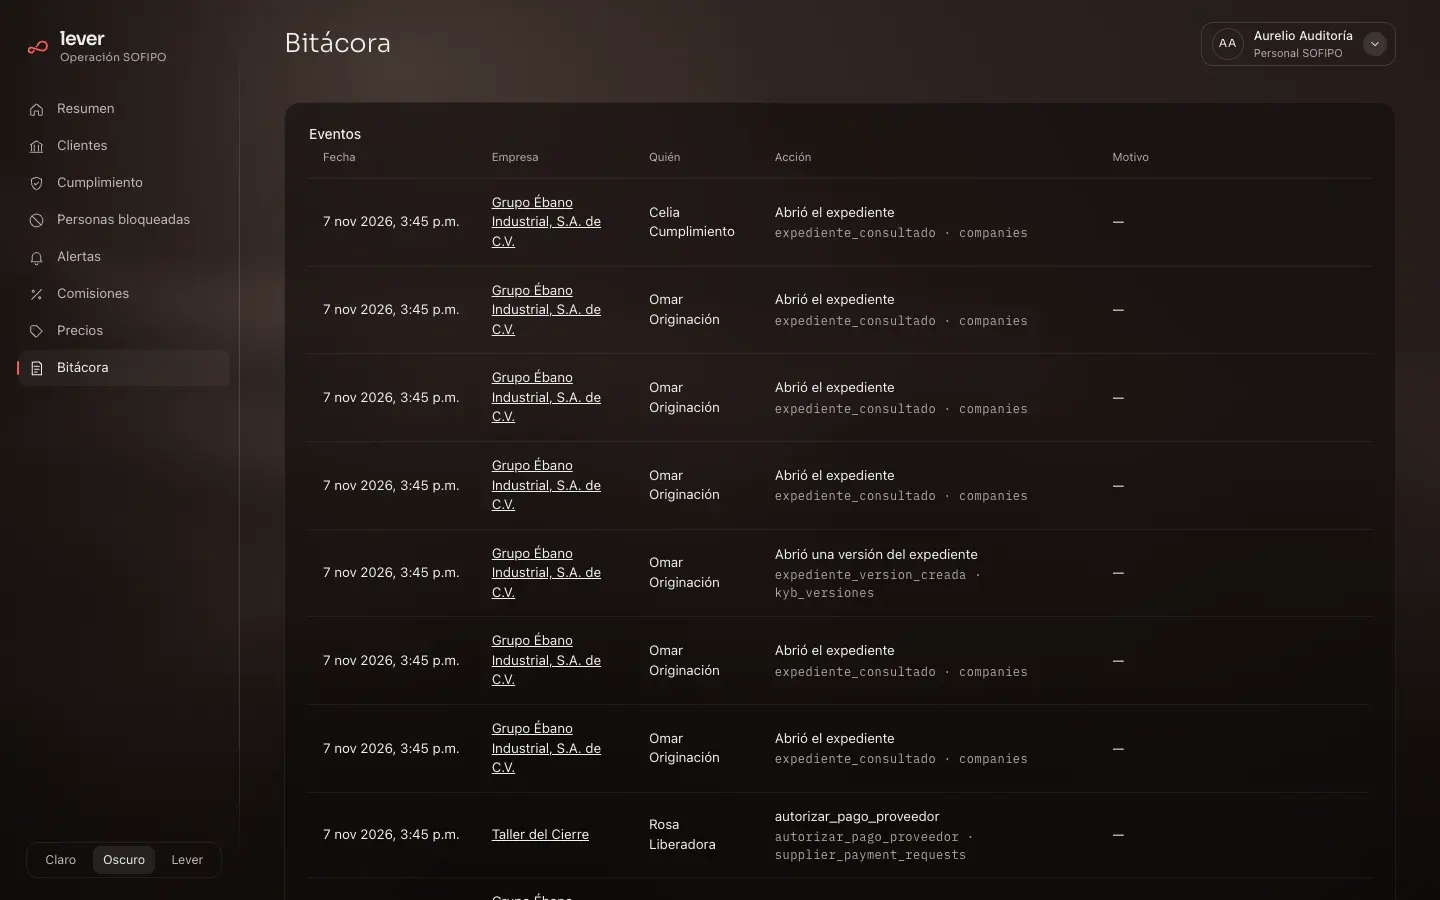 lever
Operación SOFIPO
Resumen
Clientes
Cumplimiento
Personas bloqueadas
Alertas
Comisiones
Precios
Bitácora
Claro Oscuro Lever
Bitácora
AA
Aurelio Auditoría
Personal SOFIPO
Eventos
Fecha Empresa Quién Acción Motivo
7 nov 2026, 3:45 p.m.
Grupo Ébano
Industrial, S.A. de
C.V.
Celia
Cumplimiento
Abrió el expediente
expediente_consultado · companies
—
7 nov 2026, 3:45 p.m.
Grupo Ébano
Industrial, S.A. de
C.V.
Omar
Originación
Abrió el expediente
expediente_consultado · companies
—
7 nov 2026, 3:45 p.m.
Grupo Ébano
Industrial, S.A. de
C.V.
Omar
Originación
Abrió el expediente
expediente_consultado · companies
—
7 nov 2026, 3:45 p.m.
Grupo Ébano
Industrial, S.A. de
C.V.
Omar
Originación
Abrió el expediente
expediente_consultado · companies
—
7 nov 2026, 3:45 p.m.
Grupo Ébano
Industrial, S.A. de
C.V.
Omar
Originación
Abrió una versión del expediente
expediente_version_creada ·
kyb_versiones
—
7 nov 2026, 3:45 p.m.
Grupo Ébano
Industrial, S.A. de
C.V.
Omar
Originación
Abrió el expediente
expediente_consultado · companies
—
7 nov 2026, 3:45 p.m.
Grupo Ébano
Industrial, S.A. de
C.V.
Omar
Originación
Abrió el expediente
expediente_consultado · companies
—
7 nov 2026, 3:45 p.m.
Taller del Cierre
Rosa
Liberadora
autorizar_pago_proveedor
autorizar_pago_proveedor ·
supplier_payment_requests
—
Grupo Ébano